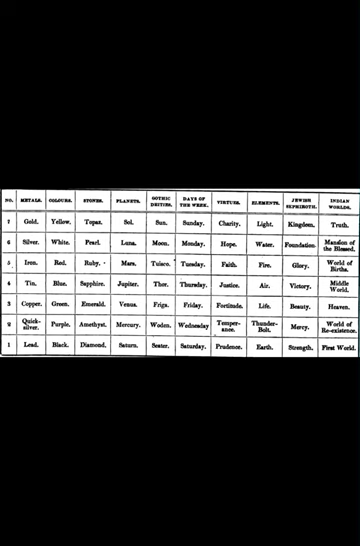 NO. METALS. COLOURS. STONES. PLANETS. GOTHIC DEITIES. DAYS OF THE WEEK. VIRTUES. ELEMENTS. JEWISH SEPHIROTH. INDIAN WORLDS.
7 Gold. Yellow. Topaz. Sol. Sun. Sunday. Charity. Light. Kingdom. Truth.
6 Silver. White. Pearl. Luna. Moon. Monday. Hope. Water. Foundation. Mansion of the Blessed.
5 Iron. Red. Ruby. Mars. Tuisco. Tuesday. Faith. Fire. Glory. World of Births.
4 Tin. Blue. Sapphire. Jupiter. Thor. Thursday. Justice. Air. Victory. Middle World.
3 Copper. Green. Emerald. Venus. Friga. Friday. Fortitude. Life. Beauty. Heaven.
2 Quick-silver. Purple. Amethyst. Mercury. Woden. Wednesday Temper-ance. Thunder-Bolt. Mercy. World of Re-existence.
1 Lead. Black. Diamond. Saturn. Seater. Saturday. Prudence. Earth. Strength. First World.